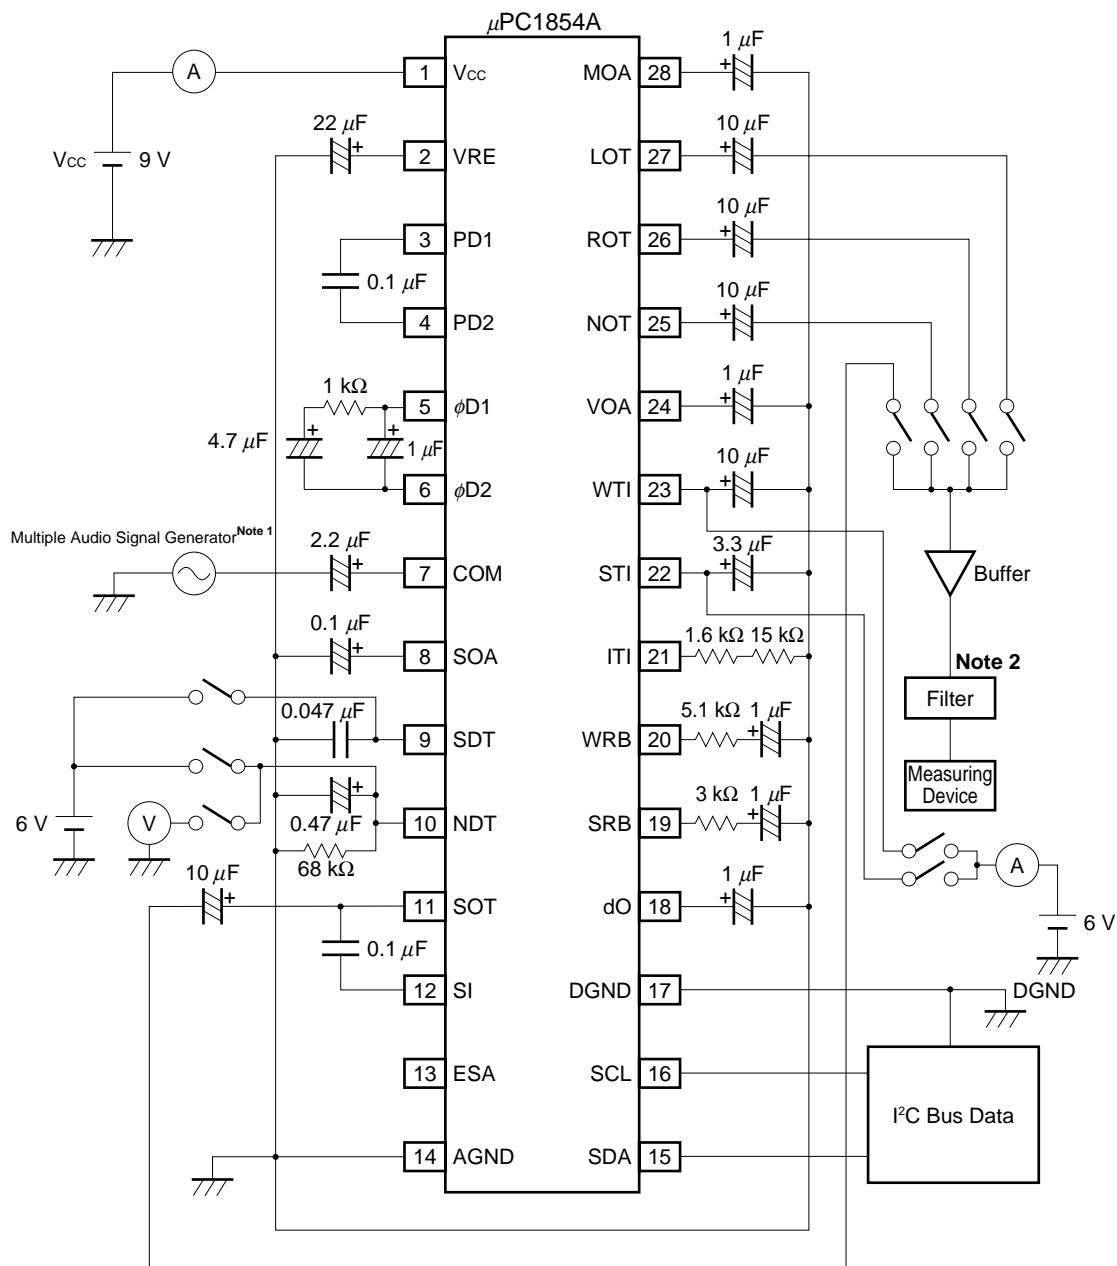 μPC1854A
1 μF
A
1
Vcc
MOA
28
22 μF
10 μF
Vcc
9 V
2
VRE
LOT
27
10 μF
3
PD1
ROT
26
0.1 μF
10 μF
4
PD2
NOT
25
1 kΩ
1 μF
5
ϕD1
VOA
24
4.7 μF
1 μF
10 μF
6
ϕD2
WTI
23
Multiple Audio Signal Generator Note 1
2.2 μF
3.3 μF
7
COM
STI
22
Buffer
0.1 μF
1.6 kΩ
15 kΩ
8
SOA
ITI
21
Note 2
Filter
0.047 μF
5.1 kΩ
1 μF
9
SDT
WRB
20
Measuring
Device
6 V
V
3 kΩ
1 μF
0.47 μF
10
NDT
SRB
19
68 kΩ
A
10 μF
1 μF
11
SOT
dO
18
6 V
0.1 μF
12
SI
DGND
17
DGND
13
ESA
SCL
16
I²C Bus Data
14
AGND
SDA
15